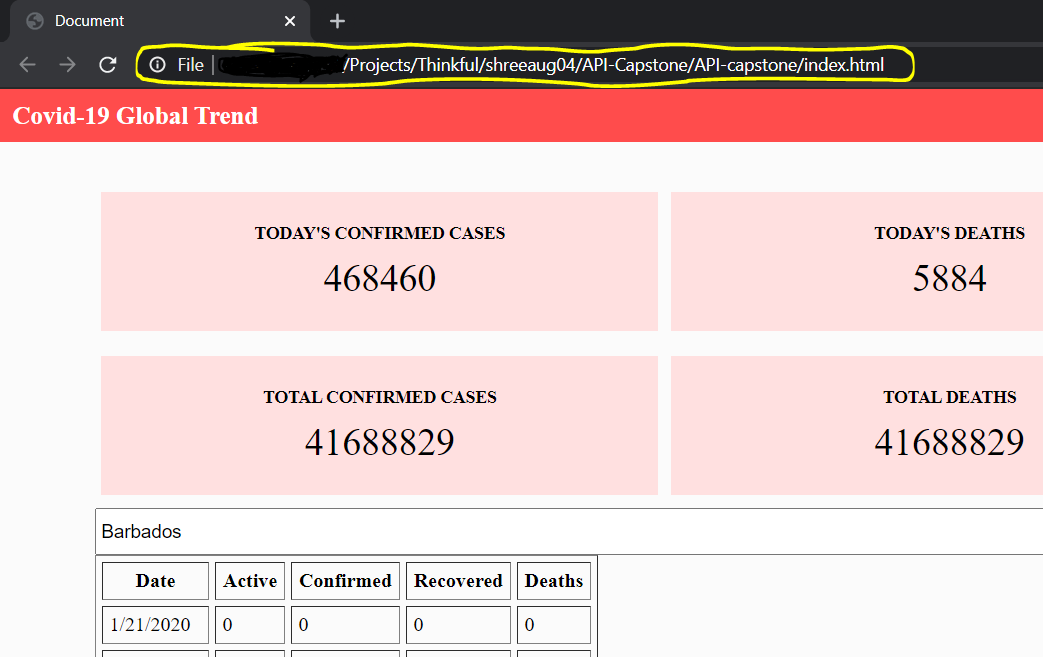 Document
File /Projects/Thinkful/shreeaug04/API-Capstone/API-capstone/index.html
Covid-19 Global Trend
TODAY'S CONFIRMED CASES
468460
TODAY'S DEATHS
5884
TOTAL CONFIRMED CASES
41688829
TOTAL DEATHS
41688829
Barbados
Date Active Confirmed Recovered Deaths
1/21/2020 0 0 0 0